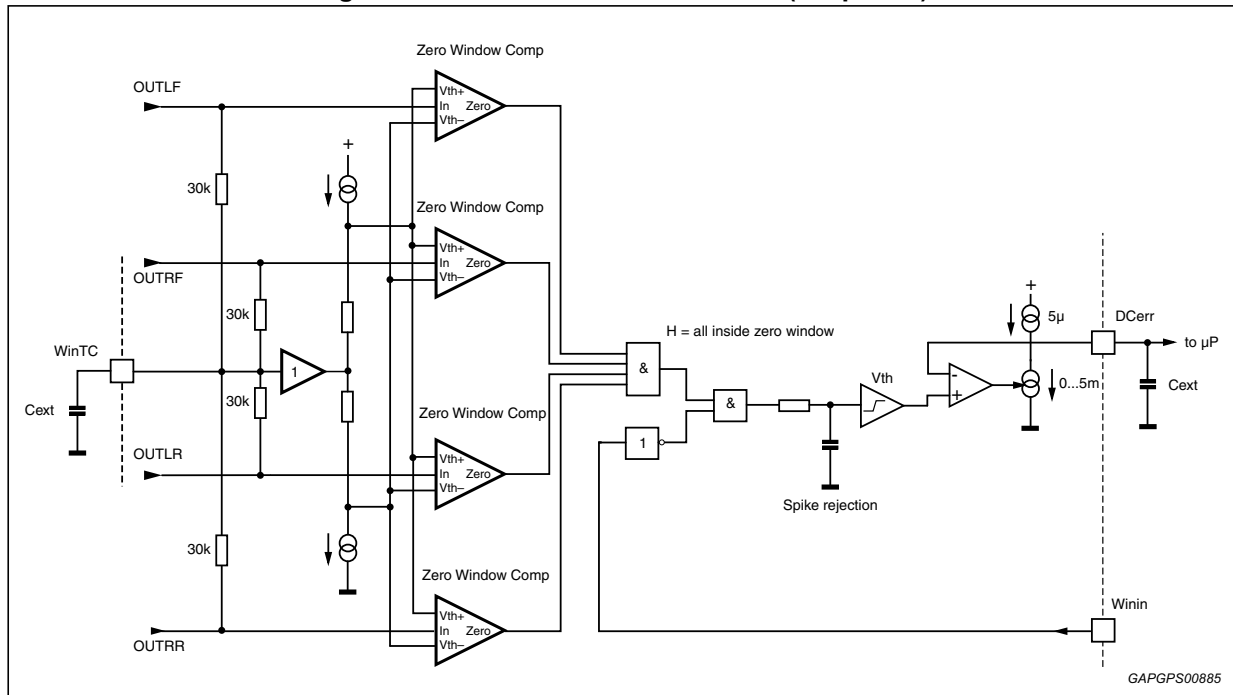 Zero Window Comp
OUTLF
Vth+
In Zero
Vth–
+
30k
Zero Window Comp
Vth+
In Zero
Vth–
OUTRF
30k
WinTC
1
Cext
30k
H = all inside zero window
&
&
Vth
+
5µ
DCerr
to µP
-
+
0...5m
Cext
Zero Window Comp
Vth+
In Zero
Vth–
1
OUTLR
Spike rejection
30k
Zero Window Comp
Vth+
In Zero
Vth–
OUTRR
Winin
GAPGPS00885